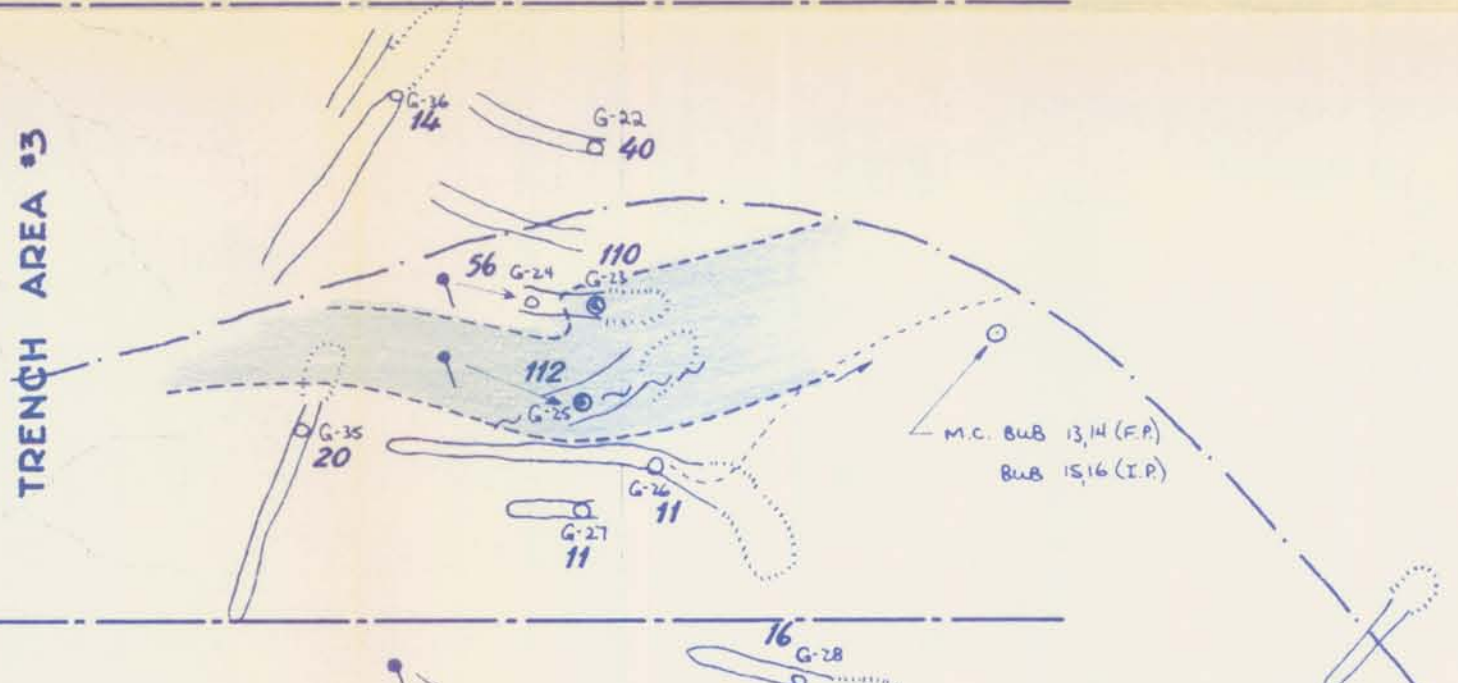 TRENCH AREA #3
G-36
14
G-22
40
56
G-24
110
G-23
112
G-25
G-35
20
G-26
11
G-27
11
M.C. BUB 13,14 (F.P.)
BUB 15,16 (I.P.)
16
G-28